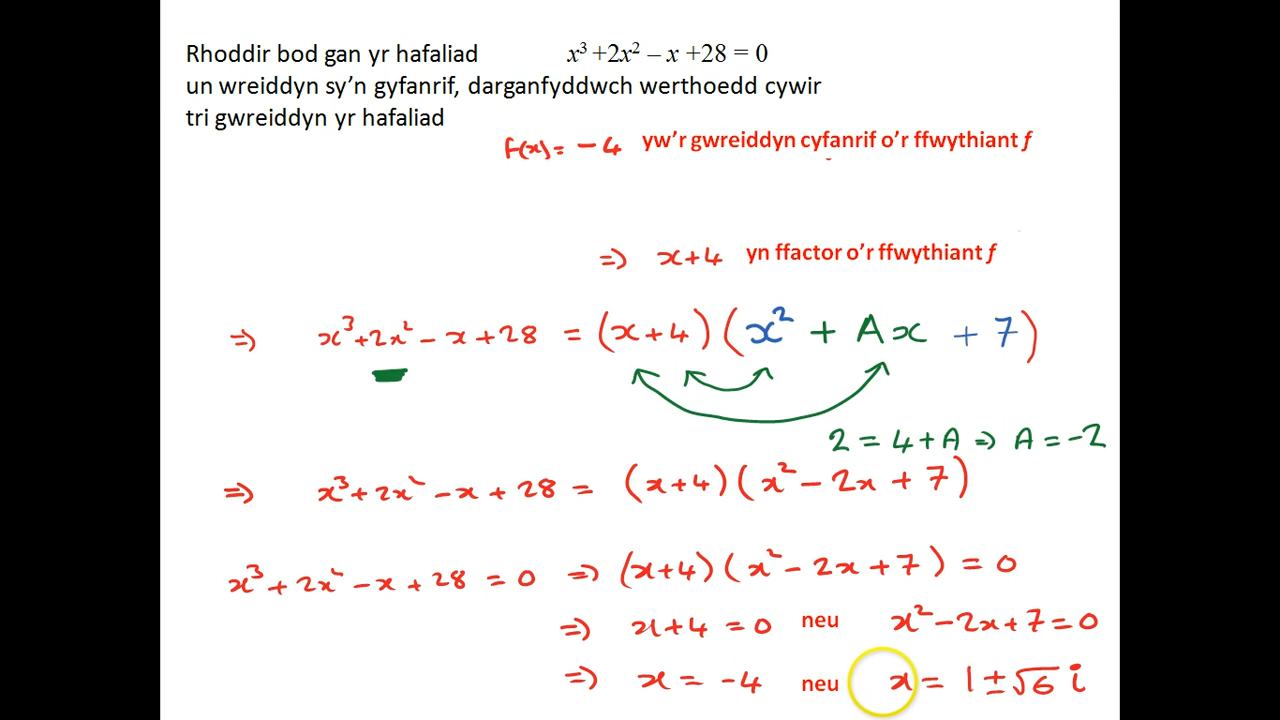 Rhoddir bod gan yr hafaliad x³ +2x² – x +28 = 0
un wreiddyn sy’n gyfanrif, darganfyddwch werthoedd cywir
tri gwreiddyn yr hafaliad
f(x) = -4 yw’r gwreiddyn cyfanrif o’r ffwythiant f
=> x+4 yn ffactor o’r ffwythiant f
=> x³+2x² - x + 28 = (x+4)(x² + Ax + 7)
2 = 4 + A => A = -2
=> x³+2x² - x + 28 = (x+4)(x² - 2x + 7)
x³ + 2x² - x + 28 = 0 => (x+4)(x² - 2x + 7) = 0
=> x+4 = 0 neu x² - 2x + 7 = 0
=> x = -4 neu x = 1 ± √6 i